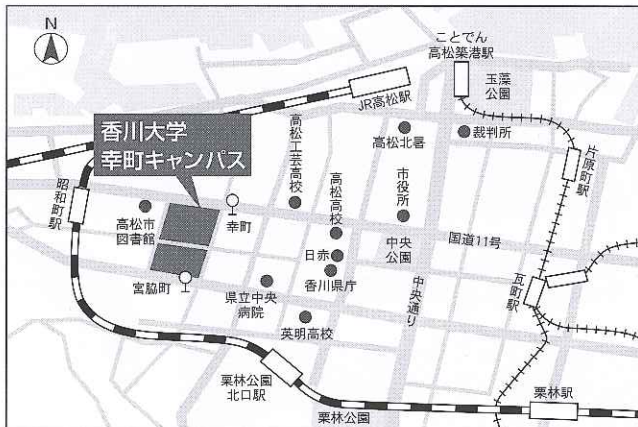 N
ことでん
高松築港駅
玉藻
公園
JR高松駅
香川大学
幸町キャンパス
高松工芸高校
高松北署
裁判所
片原町駅
昭和町駅
高松市
図書館
幸町
高松高校
市役所
国道11号
日赤
中央
公園
宮脇町
香川県庁
県立中央
病院
中央通り
瓦町駅
英明高校
栗林公園
北口駅
栗林公園
栗林駅